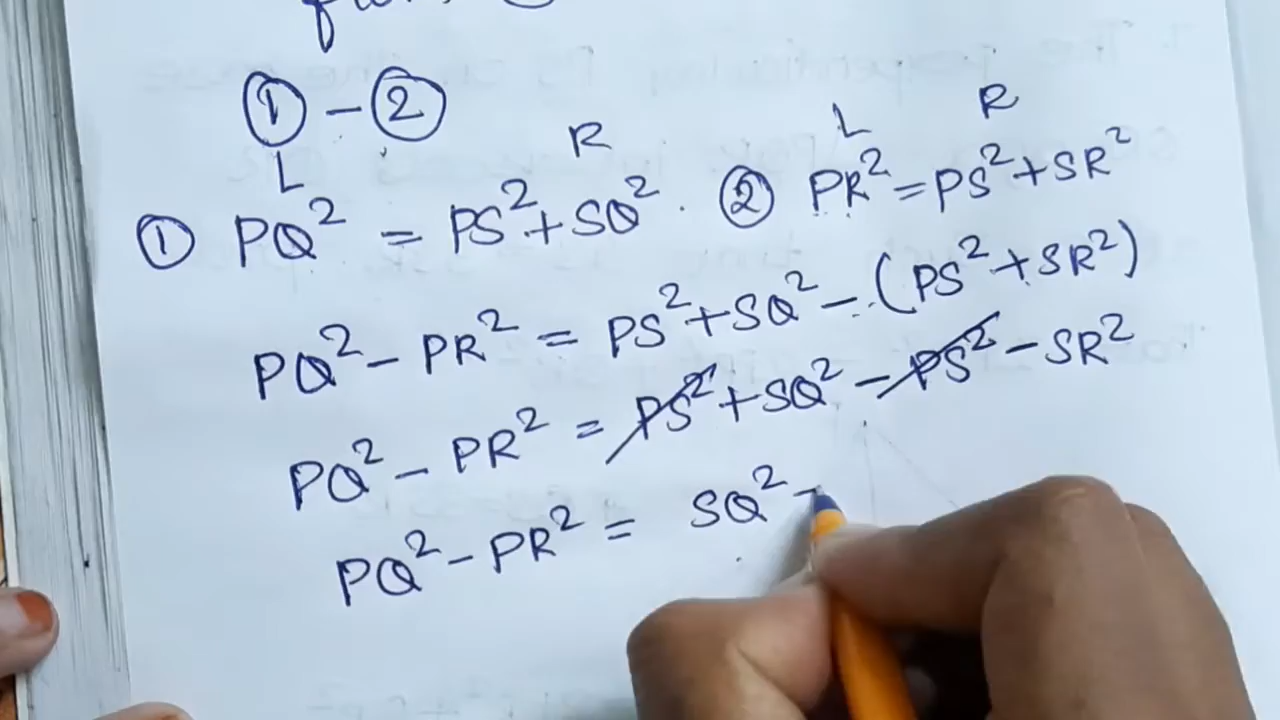 ① - ②
L R L R
① PQ² = PS² + SQ². ② PR² = PS² + SR²
PQ² - PR² = PS² + SQ² - (PS² + SR²)
PQ² - PR² = PS² + SQ² - PS² - SR²
PQ² - PR² = SQ² -